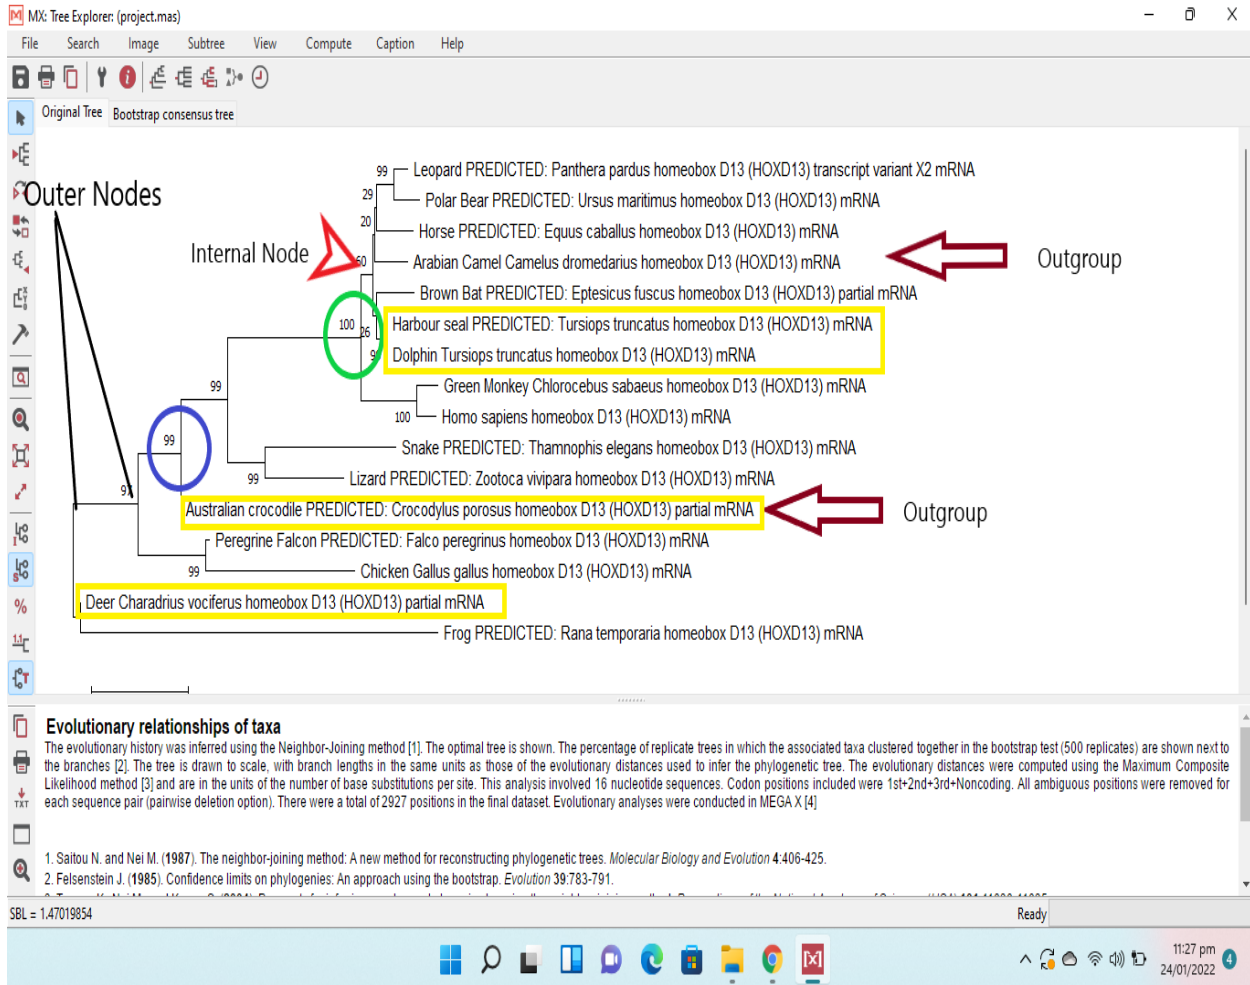 MX: Tree Explorer: (project.mas)
File Search Image Subtree View Compute Caption Help
Original Tree Bootstrap consensus tree
Outer Nodes
Internal Node
Outgroup
Outgroup
99 Leopard PREDICTED: Panthera pardus homeobox D13 (HOXD13) transcript variant X2 mRNA
29
Polar Bear PREDICTED: Ursus maritimus homeobox D13 (HOXD13) mRNA
20
Horse PREDICTED: Equus caballus homeobox D13 (HOXD13) mRNA
Arabian Camel Camelus dromedarius homeobox D13 (HOXD13) mRNA
Brown Bat PREDICTED: Eptesicus fuscus homeobox D13 (HOXD13) partial mRNA
100 26 Harbour seal PREDICTED: Tursiops truncatus homeobox D13 (HOXD13) mRNA
Dolphin Tursiops truncatus homeobox D13 (HOXD13) mRNA
99 Green Monkey Chlorocebus sabaeus homeobox D13 (HOXD13) mRNA
100 Homo sapiens homeobox D13 (HOXD13) mRNA
99 Snake PREDICTED: Thamnophis elegans homeobox D13 (HOXD13) mRNA
99 Lizard PREDICTED: Zootoca vivipara homeobox D13 (HOXD13) mRNA
Australian crocodile PREDICTED: Crocodylus porosus homeobox D13 (HOXD13) partial mRNA
Peregrine Falcon PREDICTED: Falco peregrinus homeobox D13 (HOXD13) mRNA
99 Chicken Gallus gallus homeobox D13 (HOXD13) mRNA
Deer Charadrius vociferus homeobox D13 (HOXD13) partial mRNA
Frog PREDICTED: Rana temporaria homeobox D13 (HOXD13) mRNA
Evolutionary relationships of taxa
The evolutionary history was inferred using the Neighbor-Joining method [1]. The optimal tree is shown. The percentage of replicate trees in which the associated taxa clustered together in the bootstrap test (500 replicates) are shown next to
the branches [2]. The tree is drawn to scale, with branch lengths in the same units as those of the evolutionary distances used to infer the phylogenetic tree. The evolutionary distances were computed using the Maximum Composite
Likelihood method [3] and are in the units of the number of base substitutions per site. This analysis involved 16 nucleotide sequences. Codon positions included were 1st+2nd+3rd+Noncoding. All ambiguous positions were removed for
each sequence pair (pairwise deletion option). There were a total of 2927 positions in the final dataset. Evolutionary analyses were conducted in MEGA X [4]
1. Saitou N. and Nei M. (1987). The neighbor-joining method: A new method for reconstructing phylogenetic trees. Molecular Biology and Evolution 4:406-425.
2. Felsenstein J. (1985). Confidence limits on phylogenies: An approach using the bootstrap. Evolution 39:783-791.
SBL = 1.47019854
Ready
11:27 pm
24/01/2022
4